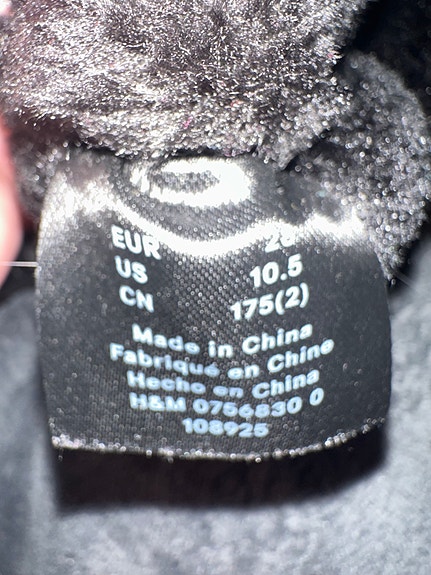 EUR
US 10.5
CN 175(2)
Made in China
Fabriqué en Chine
Hecho en China
H&M 0756830 0
108925